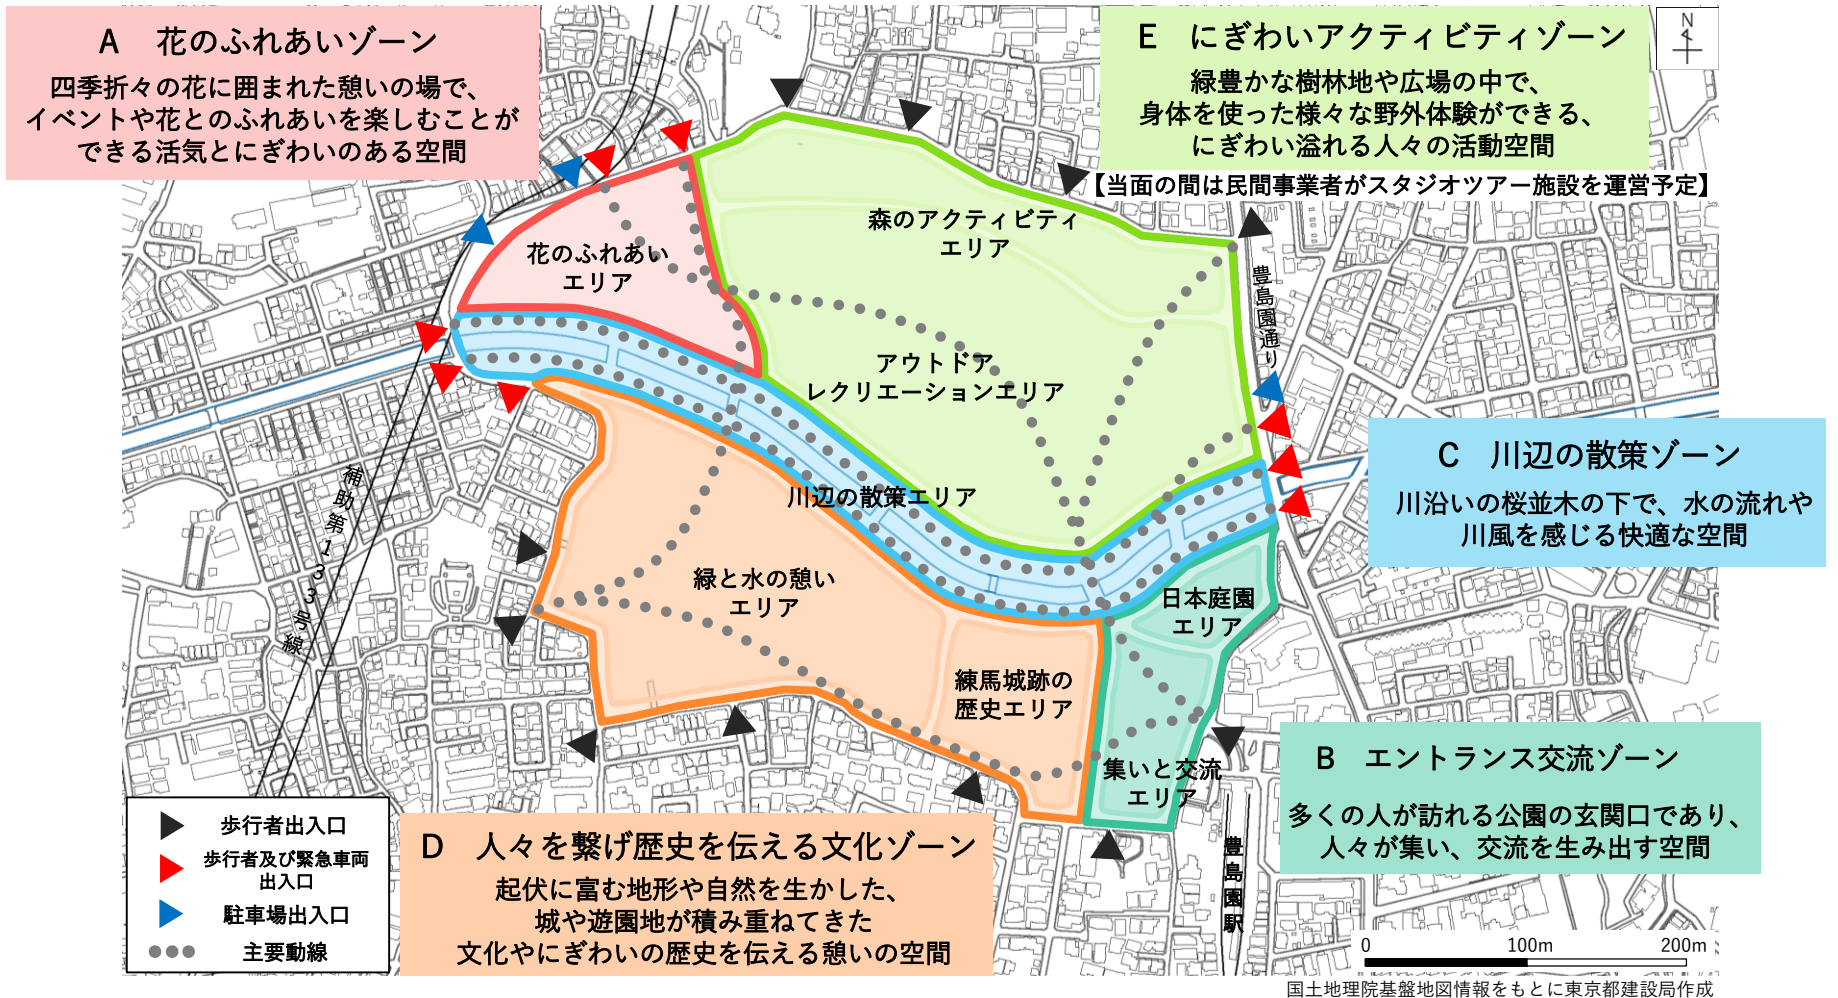 A 花のふれあいゾーン
四季折々の花に囲まれた憩いの場で、
イベントや花とのふれあいを楽しむことが
できる活気とにぎわいのある空間
E にぎわいアクティビティゾーン
緑豊かな樹林地や広場の中で、
身体を使った様々な野外体験ができる、
にぎわい溢れる人々の活動空間
【当面の間は民間事業者がスタジオツアー施設を運営予定】
N
森のアクティビティ
エリア
花のふれあい
エリア
豊島園通り
アウトドア
レクリエーションエリア
C 川辺の散策ゾーン
川沿いの桜並木の下で、水の流れや
川風を感じる快適な空間
川辺の散策エリア
補助第133号線
緑と水の憩い
エリア
日本庭園
エリア
練馬城跡の
歴史エリア
集いと交流
エリア
B エントランス交流ゾーン
多くの人が訪れる公園の玄関口であり、
人々が集い、交流を生み出す空間
豊島園駅
D 人々を繋げ歴史を伝える文化ゾーン
起伏に富む地形や自然を生かした、
城や遊園地が積み重ねてきた
文化やにぎわいの歴史を伝える憩いの空間
歩行者出入口
歩行者及び緊急車両
出入口
駐車場出入口
主要動線
0 100m 200m
国土地理院基盤地図情報をもとに東京都建設局作成